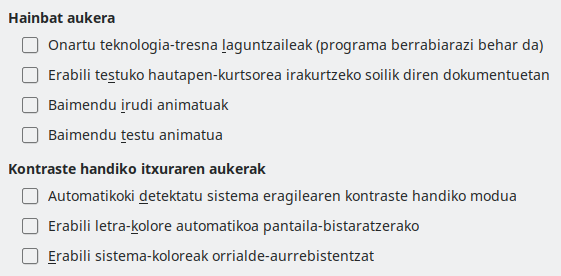 Hainbat aukera
Onartu teknologia-tresna laguntzaileak (programa berrabiarazi behar da)
Erabili testuko hautapen-kurtsorea irakurtzeko soilik diren dokumentuetan
Baimendu irudi animatuak
Baimendu testu animatua
Kontraste handiko itxuraren aukerak
Automatikoki detektatu sistema eragilearen kontraste handiko modua
Erabili letra-kolore automatikoa pantaila-bistaratzerako
Erabili sistema-koloreak orrialde-aurrebistentzat